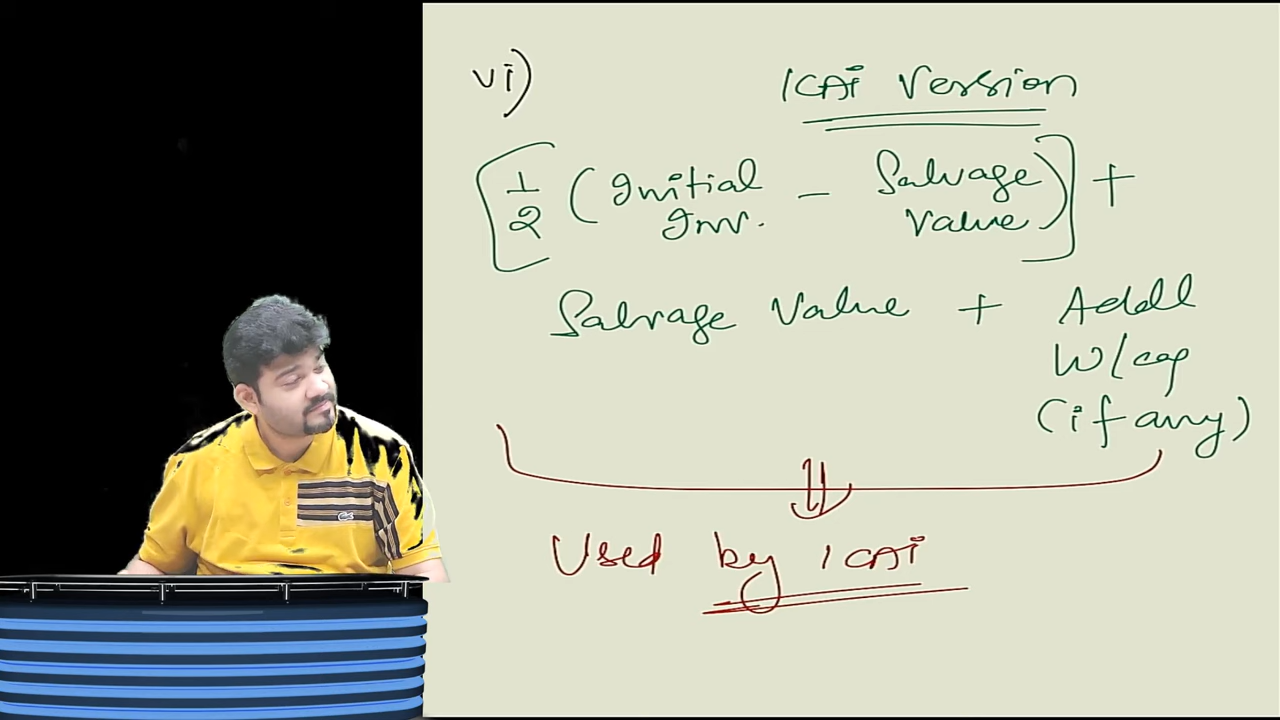 vi)
ICAI Version
[1/2 (Initial Inv. - Salvage Value)] +
Salvage Value + Addl W/cap (if any)
Used by ICAI